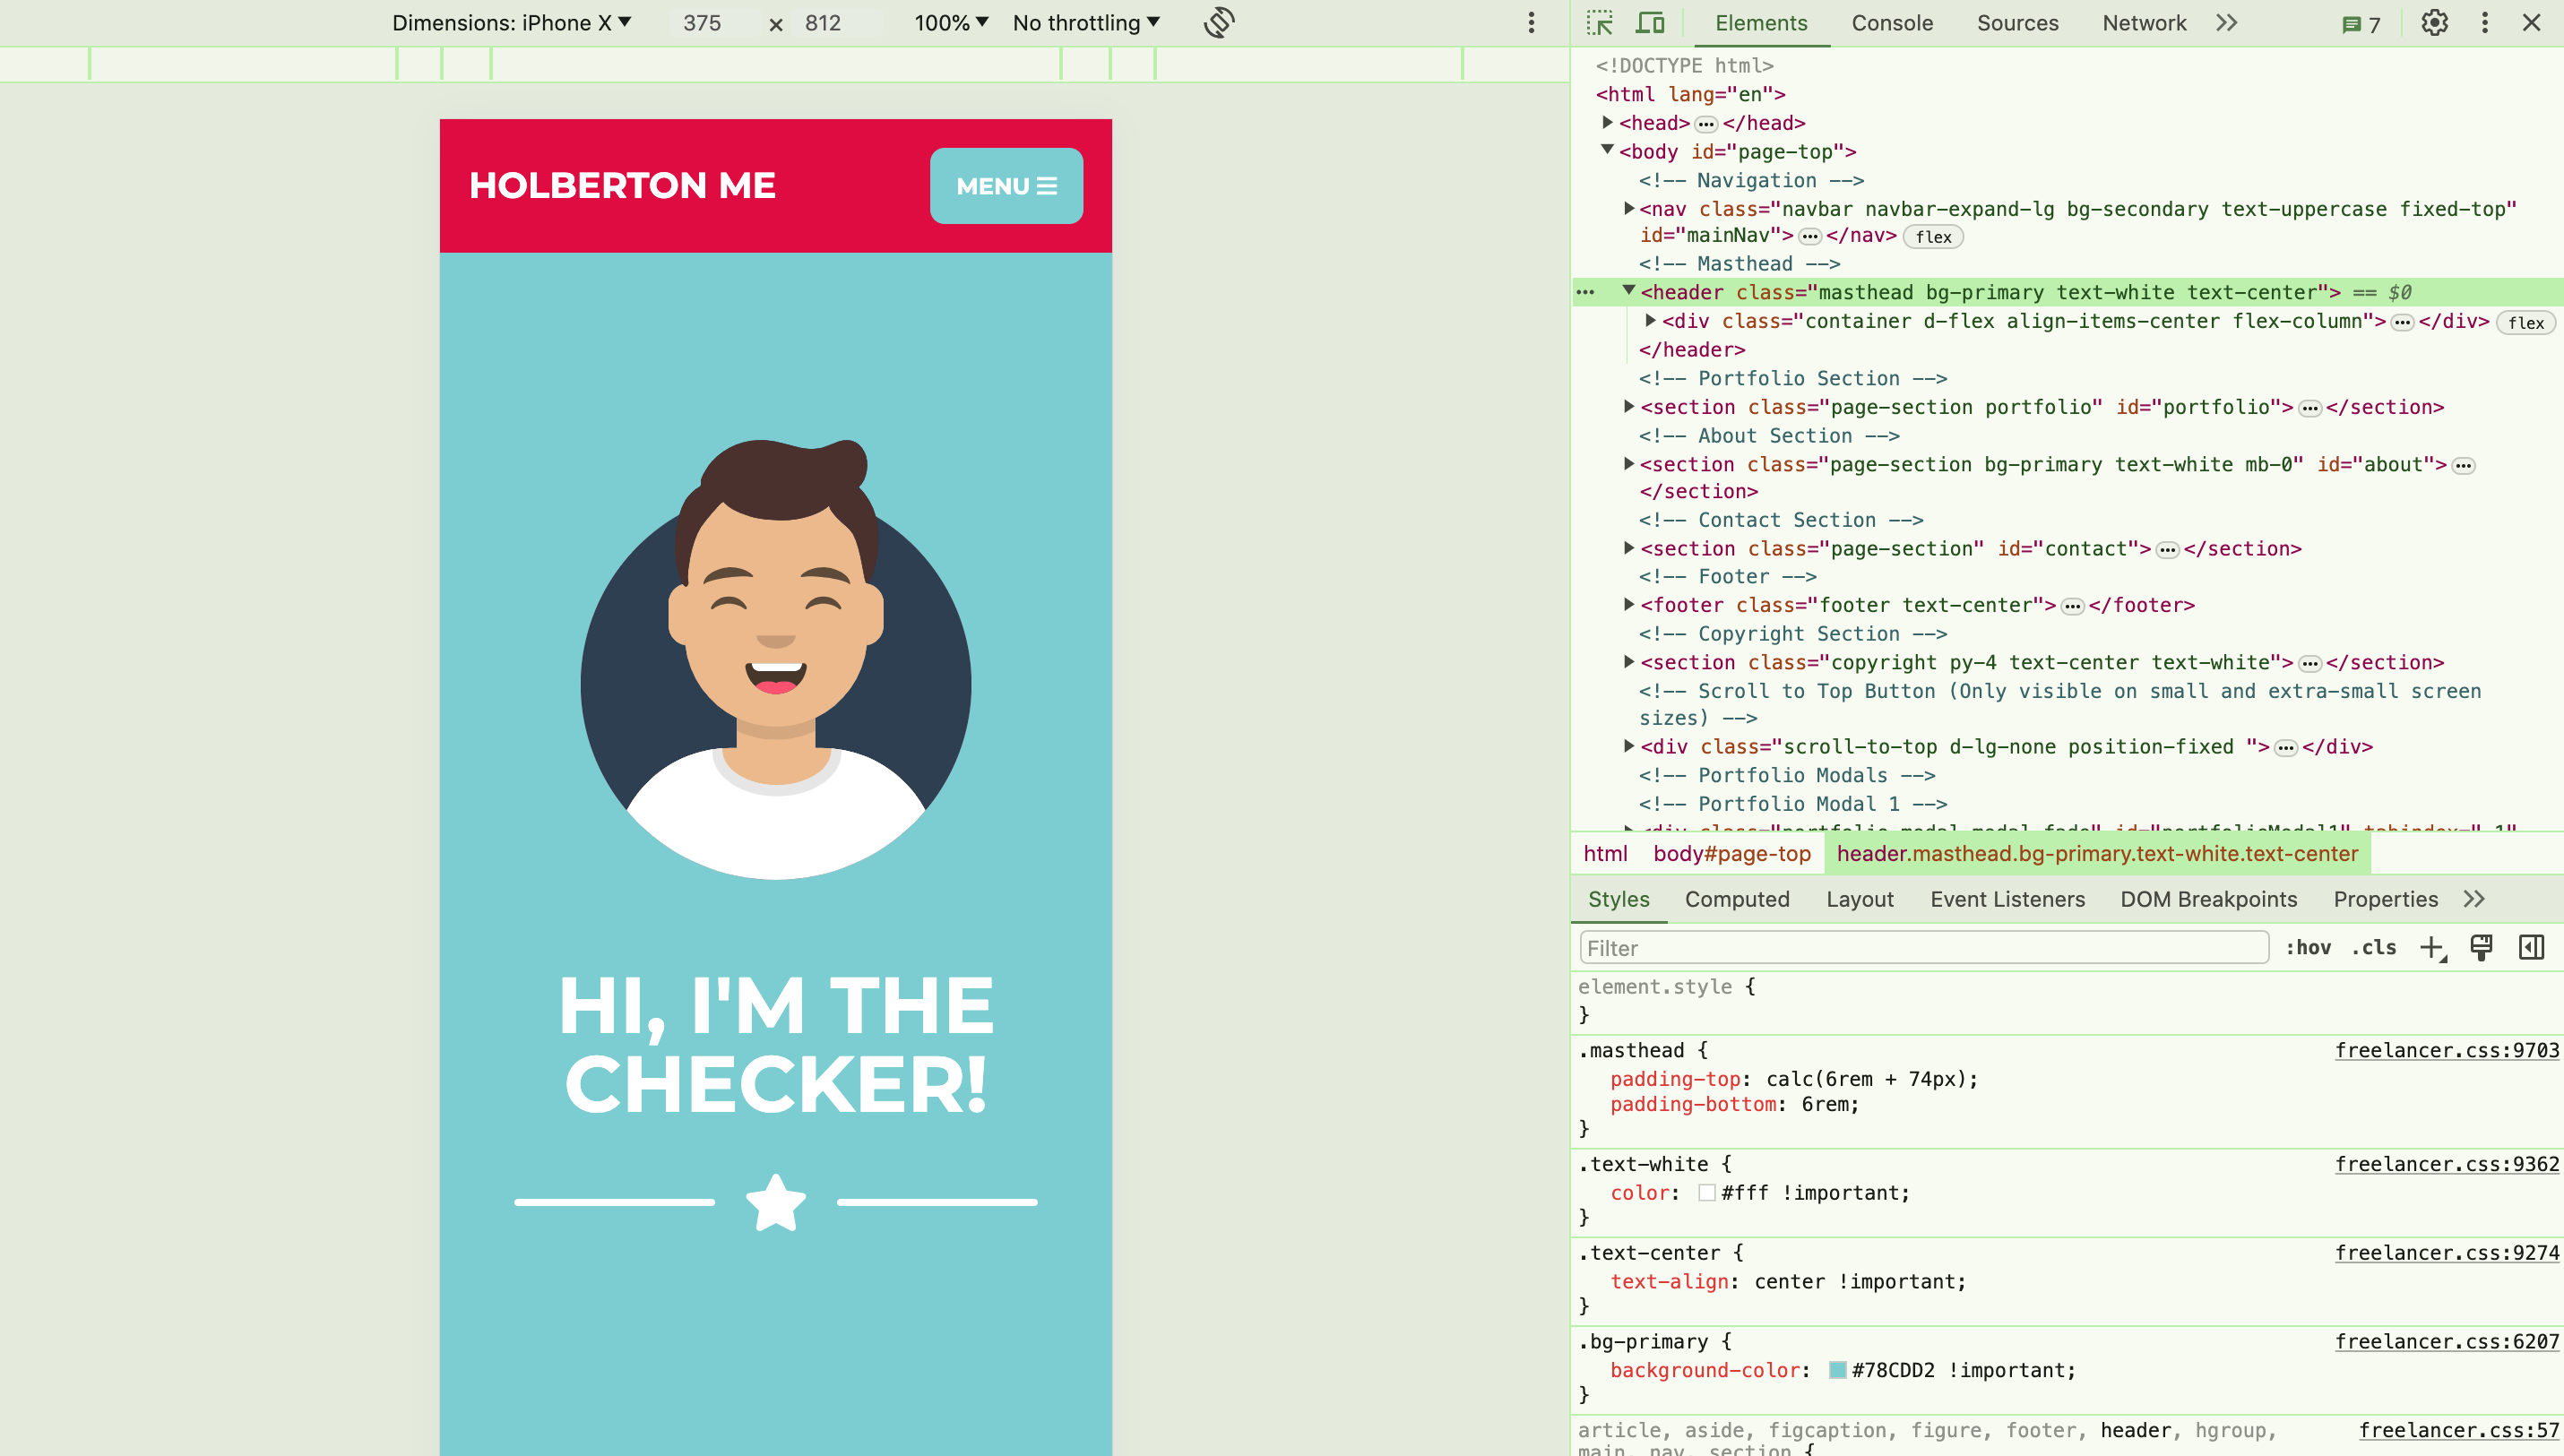 Dimensions: iPhone X ▼ 375 × 812 100% ▼ No throttling ▼
HOLBERTON ME
MENU
HI, I'M THE
CHECKER!
Elements Console Sources Network 7
<!DOCTYPE html>
<html lang="en">
<head>…</head>
<body id="page-top">
<!-- Navigation -->
<nav class="navbar navbar-expand-lg bg-secondary text-uppercase fixed-top"
id="mainNav">…</nav> flex
<!-- Masthead -->
<header class="masthead bg-primary text-white text-center"> == $0
<div class="container d-flex align-items-center flex-column">…</div> flex
</header>
<!-- Portfolio Section -->
<section class="page-section portfolio" id="portfolio">…</section>
<!-- About Section -->
<section class="page-section bg-primary text-white mb-0" id="about">…
</section>
<!-- Contact Section -->
<section class="page-section" id="contact">…</section>
<!-- Footer -->
<footer class="footer text-center">…</footer>
<!-- Copyright Section -->
<section class="copyright py-4 text-center text-white">…</section>
<!-- Scroll to Top Button (Only visible on small and extra-small screen
sizes) -->
<div class="scroll-to-top d-lg-none position-fixed ">…</div>
<!-- Portfolio Modals -->
<!-- Portfolio Modal 1 -->
<div class="portfolio-modal modal fade" id="portfolioModal1" tabindex="-1"
html body#page-top header.masthead.bg-primary.text-white.text-center
Styles Computed Layout Event Listeners DOM Breakpoints Properties
Filter :hov .cls
element.style {
}
.masthead { freelancer.css:9703
padding-top: calc(6rem + 74px);
padding-bottom: 6rem;
}
.text-white { freelancer.css:9362
color: #fff !important;
}
.text-center { freelancer.css:9274
text-align: center !important;
}
.bg-primary { freelancer.css:6207
background-color: #78CDD2 !important;
}
article, aside, figcaption, figure, footer, header, hgroup, freelancer.css:57
main, nav, section {